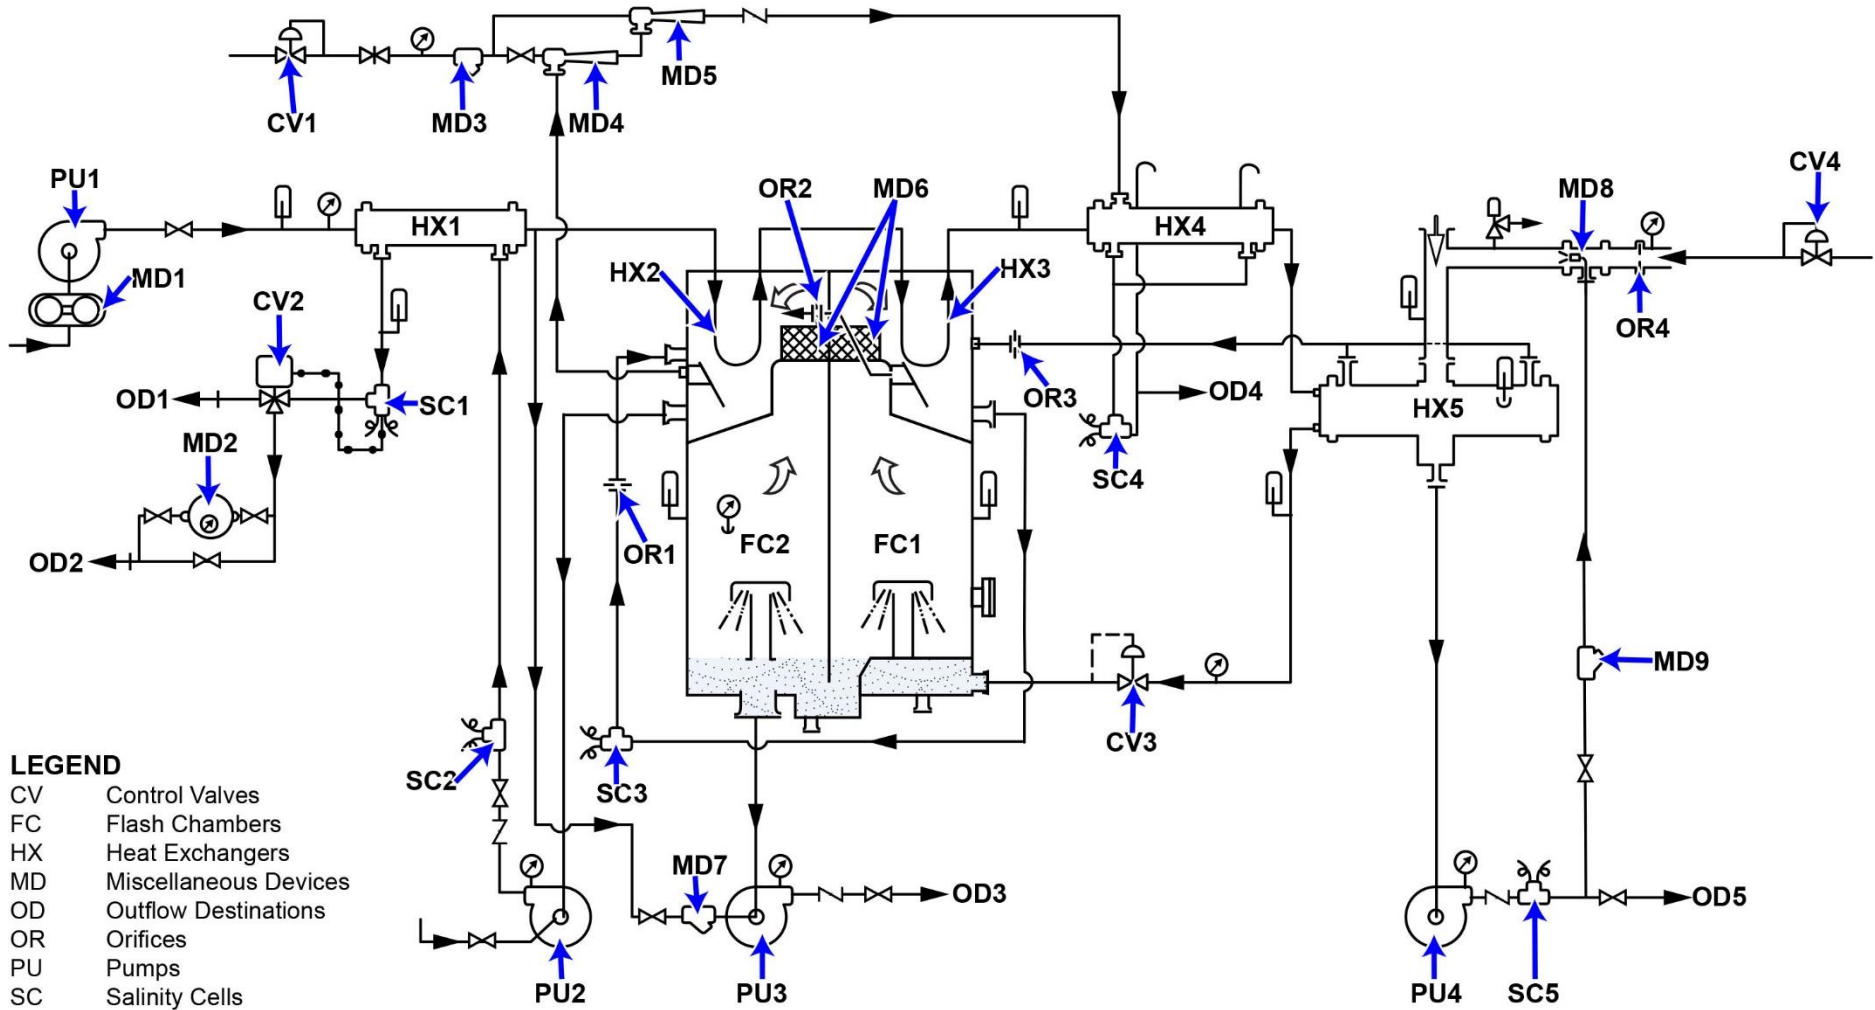 MD5
CV1
MD3
MD4
PU1
OR2
MD6
MD8
CV4
HX1
HX4
MD1
HX2
HX3
CV2
OR4
OR3
OD4
HX5
OD1
SC1
MD2
SC4
OR1
FC2
FC1
OD2
MD9
CV3
SC2
SC3
LEGEND
CV Control Valves
FC Flash Chambers
HX Heat Exchangers
MD Miscellaneous Devices
OD Outflow Destinations
OR Orifices
PU Pumps
SC Salinity Cells
MD7
OD3
OD5
PU2
PU3
PU4
SC5